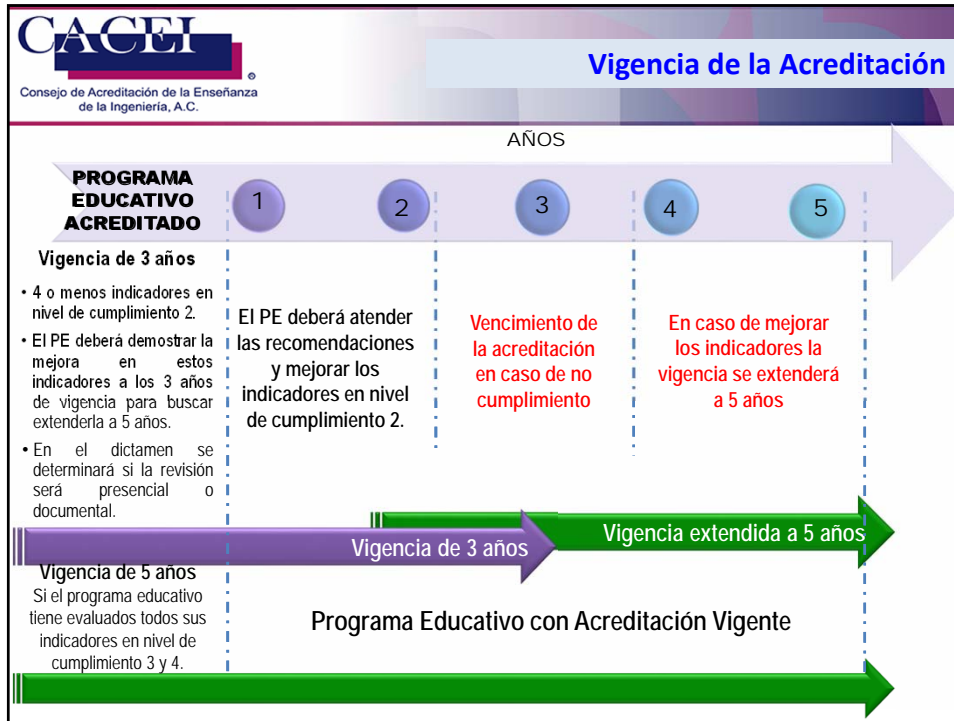 CACEI
®
Consejo de Acreditación de la Enseñanza
de la Ingeniería, A.C.
Vigencia de la Acreditación
AÑOS
PROGRAMA
EDUCATIVO
ACREDITADO
1
2
3
4
5
Vigencia de 3 años
• 4 o menos indicadores en
nivel de cumplimiento 2.
• El PE deberá demostrar la
mejora en estos
indicadores a los 3 años
de vigencia para buscar
extenderla a 5 años.
• En el dictamen se
determinará si la revisión
será presencial o
documental.
El PE deberá atender
las recomendaciones
y mejorar los
indicadores en nivel
de cumplimiento 2.
Vencimiento de
la acreditación
en caso de no
cumplimiento
En caso de mejorar
los indicadores la
vigencia se extenderá
a 5 años
Vigencia extendida a 5 años
Vigencia de 3 años
Vigencia de 5 años
Si el programa educativo
tiene evaluados todos sus
indicadores en nivel de
cumplimiento 3 y 4.
Programa Educativo con Acreditación Vigente